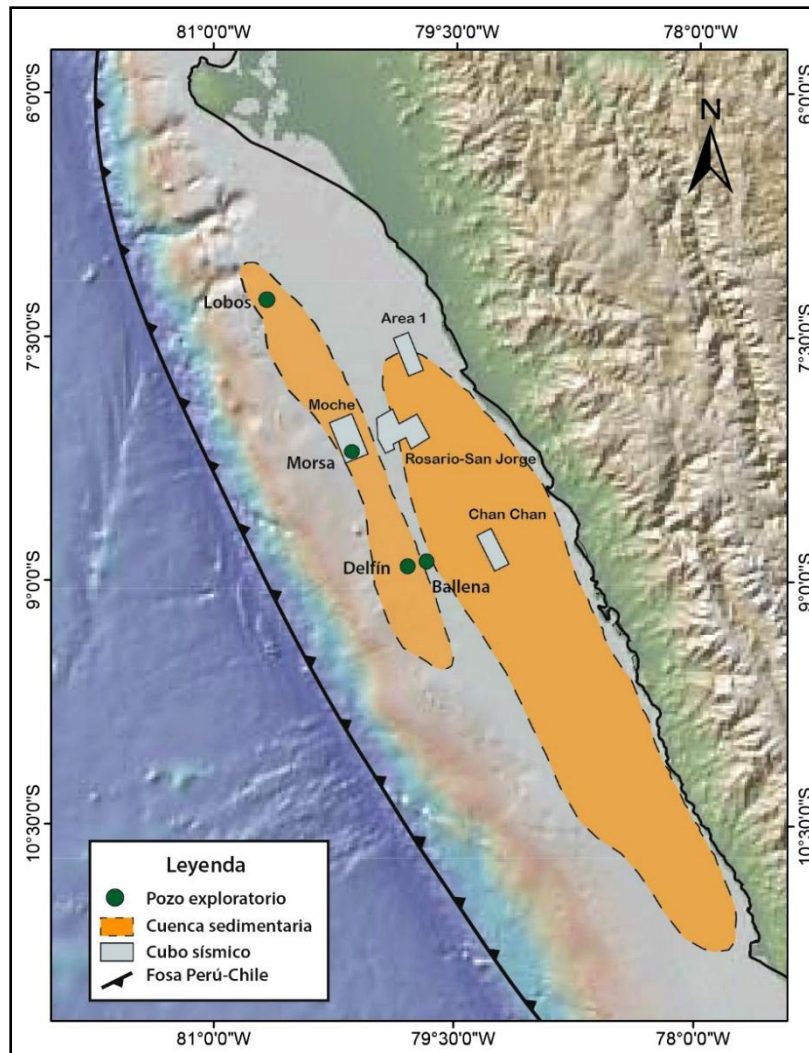 81°0'0"W
79°30'0"W
78°0'0"W
6°0'0"S
6°0'0"S
N
Lobos
Area 1
7°30'0"S
7°30'0"S
Moche
Morsa
Rosario-San Jorge
Chan Chan
Delfín
Ballena
9°0'0"S
9°0'0"S
10°30'0"S
10°30'0"S
Leyenda
Pozo exploratorio
Cuenca sedimentaria
Cubo sísmico
Fosa Perú-Chile
81°0'0"W
79°30'0"W
78°0'0"W